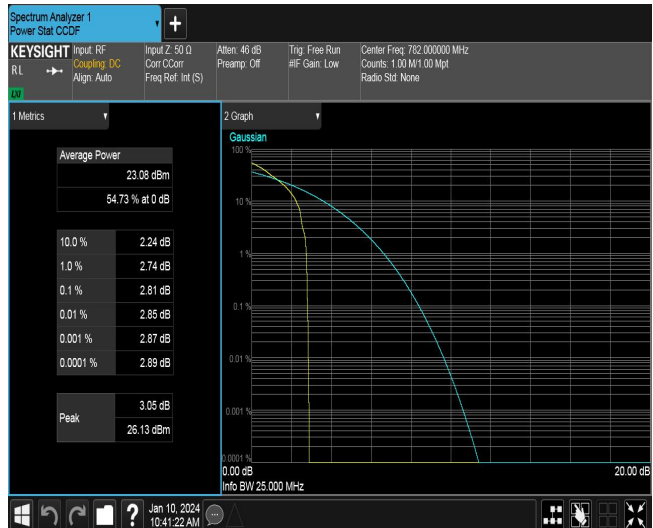 Spectrum Analyzer 1
Power Stat CCDF
+
KEYSIGHT
RL
LXI
Input: RF
Coupling: DC
Align: Auto
Input Z: 50 Ω
Corr CCorr
Freq Ref: Int (S)
Atten: 46 dB
Preamp: Off
Trig: Free Run
#IF Gain: Low
Center Freq: 782.000000 MHz
Counts: 1.00 M/1.00 Mpt
Radio Std: None
1 Metrics
Average Power
23.08 dBm
54.73 % at 0 dB
10.0 % 2.24 dB
1.0 % 2.74 dB
0.1 % 2.81 dB
0.01 % 2.85 dB
0.001 % 2.87 dB
0.0001 % 2.89 dB
Peak
3.05 dB
26.13 dBm
2 Graph
Gaussian
100 %
10 %
1 %
0.1 %
0.01 %
0.001 %
0.0001 %
0.00 dB 20.00 dB
Info BW 25.000 MHz
?
Jan 10, 2024
10:41:22 AM